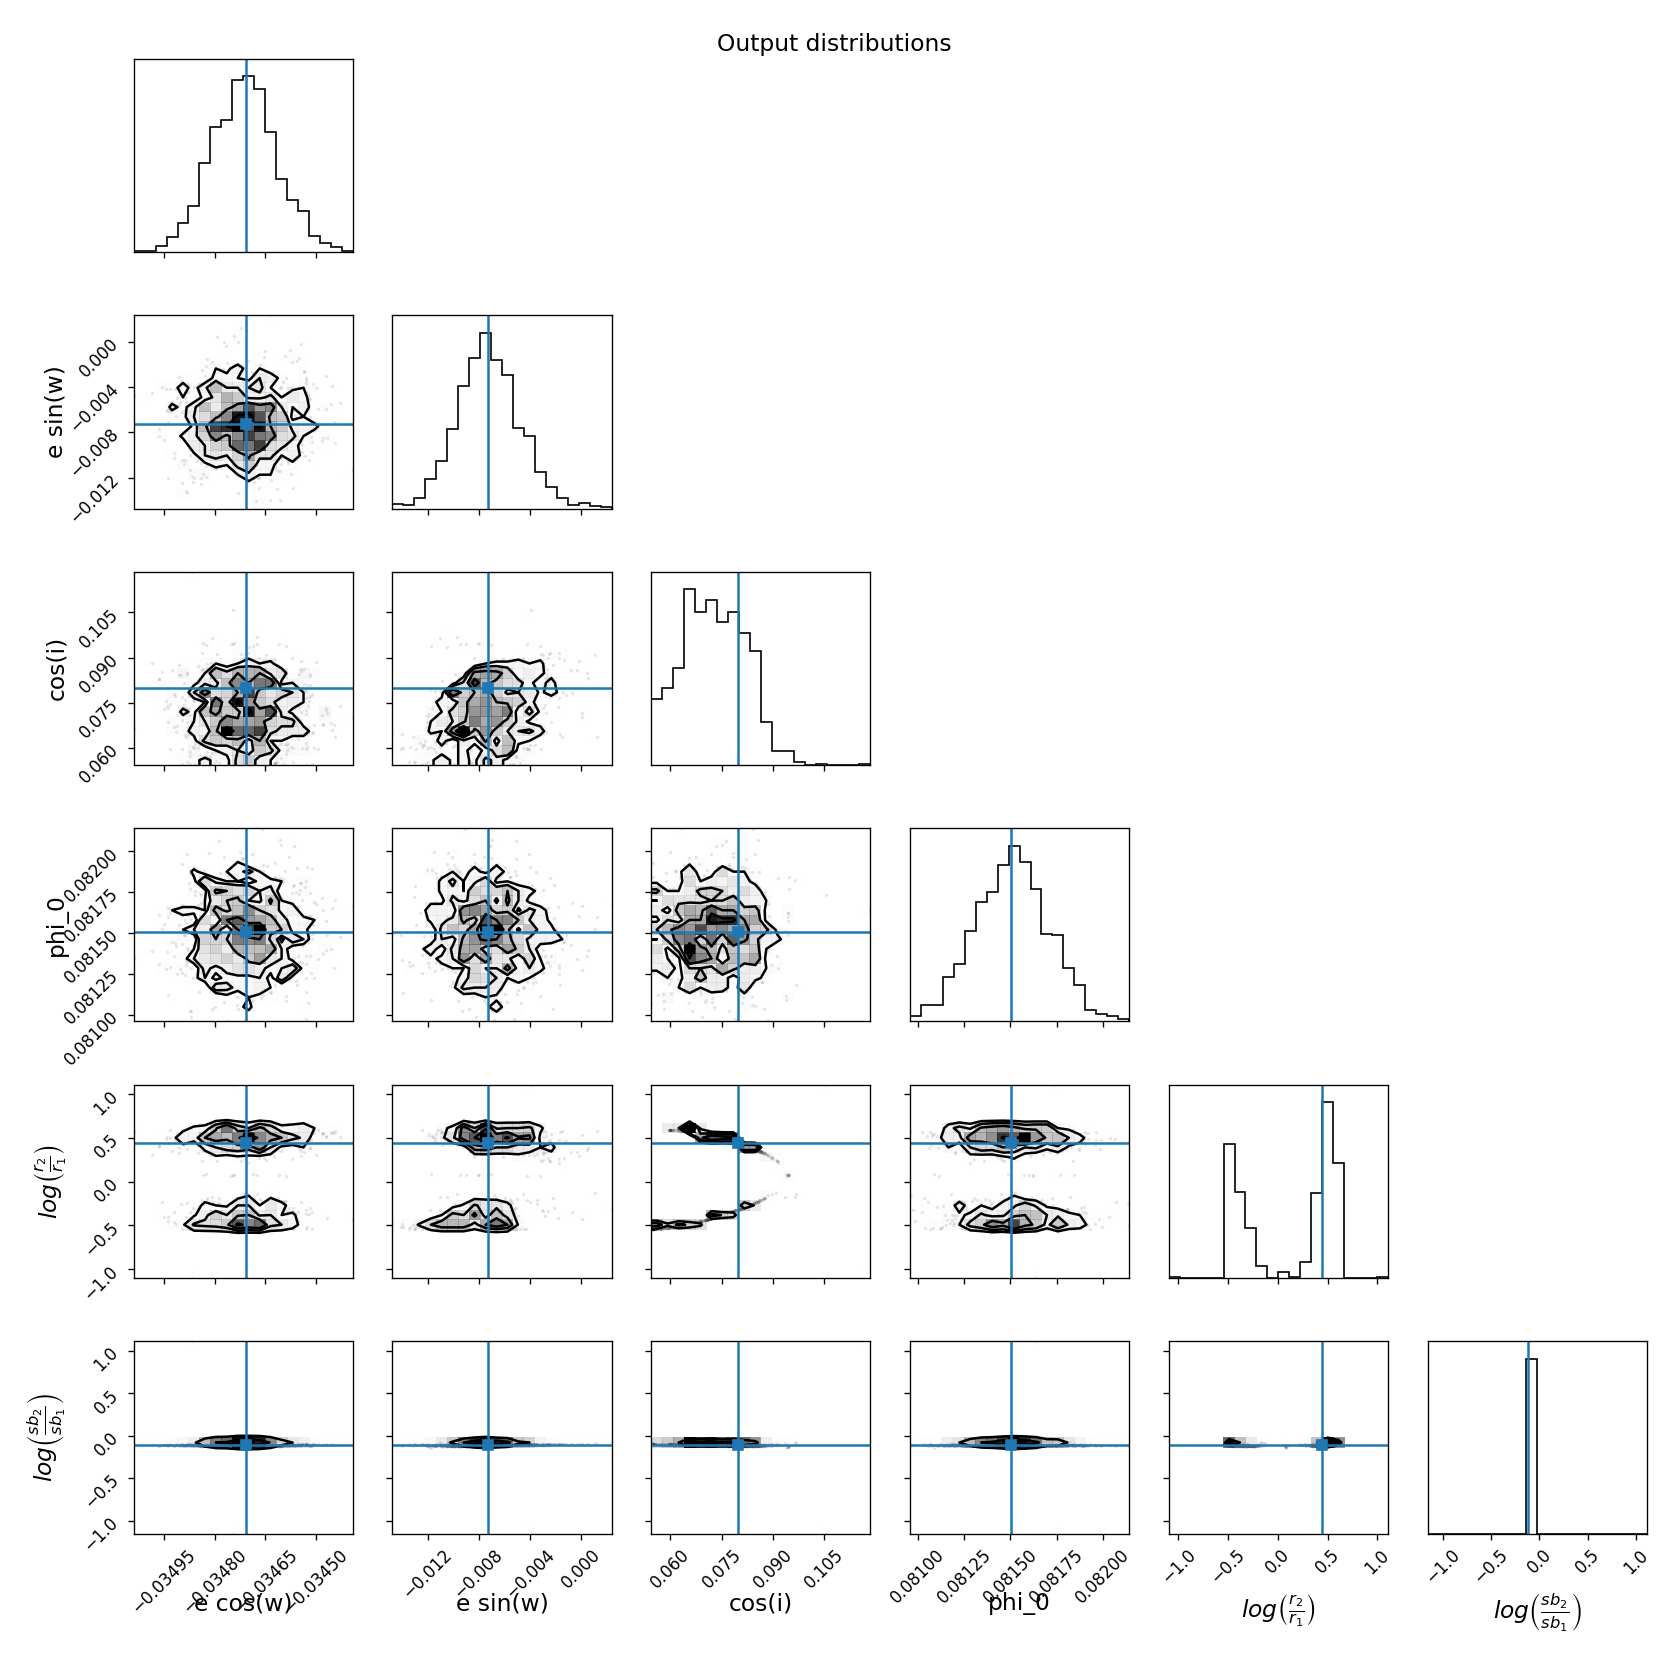 Output distributions
e sin(w)
0.000
−0.004
−0.008
−0.012
cos(i)
0.105
0.090
0.075
0.060
phi_0
0.08200
0.08175
0.08150
0.08125
0.08100
log(r₂/r₁)
1.0
0.5
0.0
−0.5
−1.0
log(sb₂/sb₁)
1.0
0.5
0.0
−0.5
−1.0
−0.03495 −0.03480 −0.03465 −0.03450
−0.012 −0.008 −0.004 0.000
0.060 0.075 0.090 0.105
0.08100 0.08125 0.08150 0.08175 0.08200
−1.0 −0.5 0.0 0.5 1.0
−1.0 −0.5 0.0 0.5 1.0
e cos(w) e sin(w) cos(i) phi_0 log(r₂/r₁) log(sb₂/sb₁)